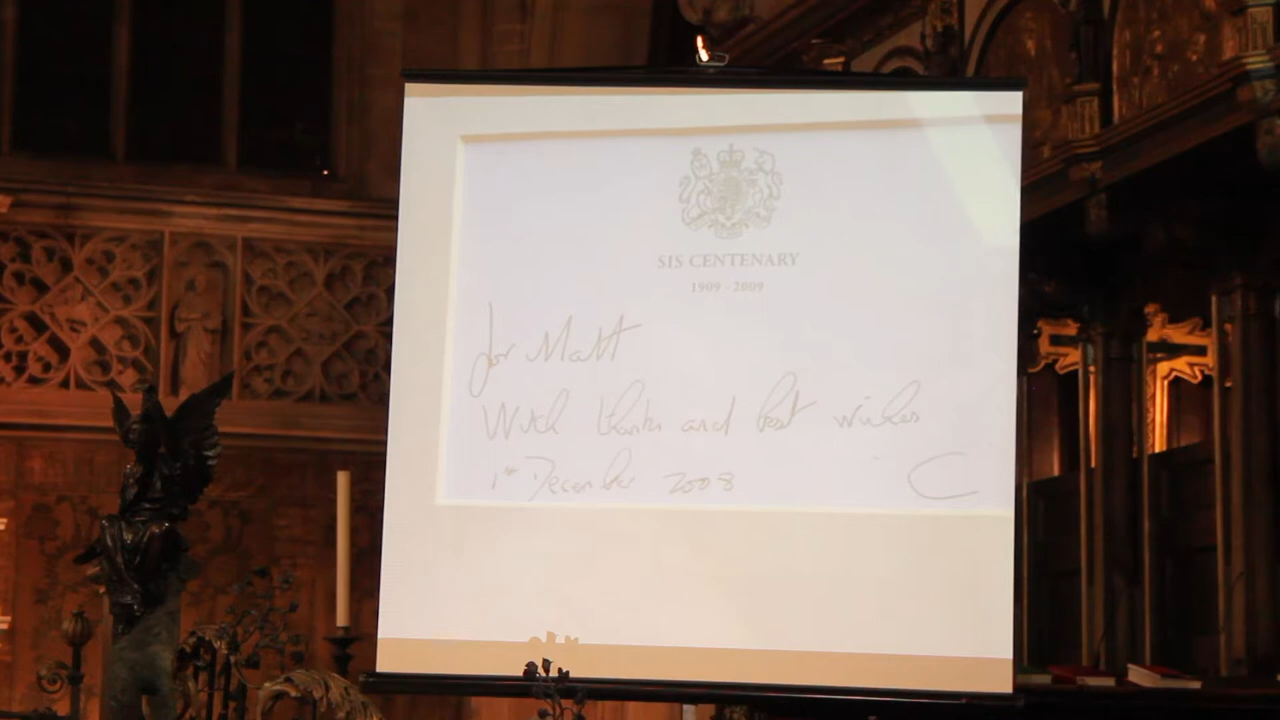 SIS CENTENARY
1909 - 2009
for Matt
With thanks and best wishes
1st December 2008 C